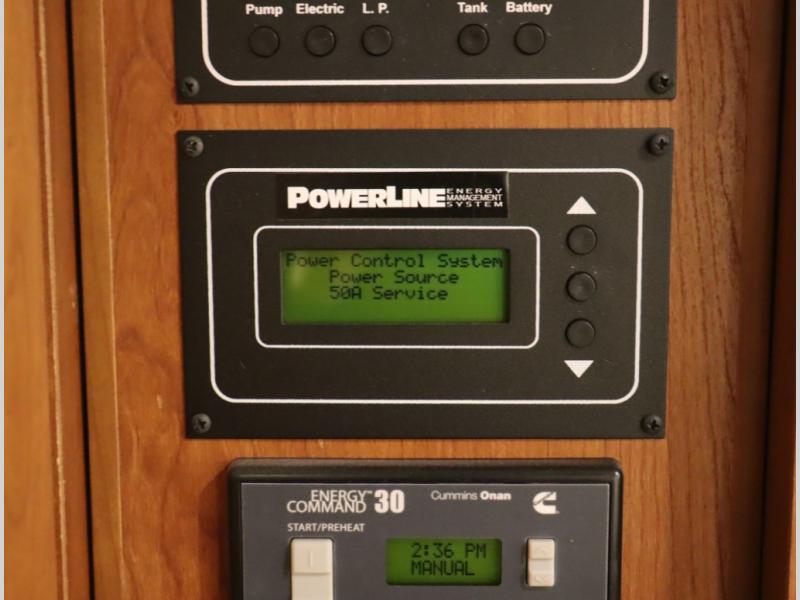 Pump Electric L. P. Tank Battery
POWERLINE ENERGY MANAGEMENT SYSTEM
Power Control System
Power Source
50A Service
ENERGY COMMAND™ 30 Cummins Onan
START/PREHEAT
2:36 PM
MANUAL